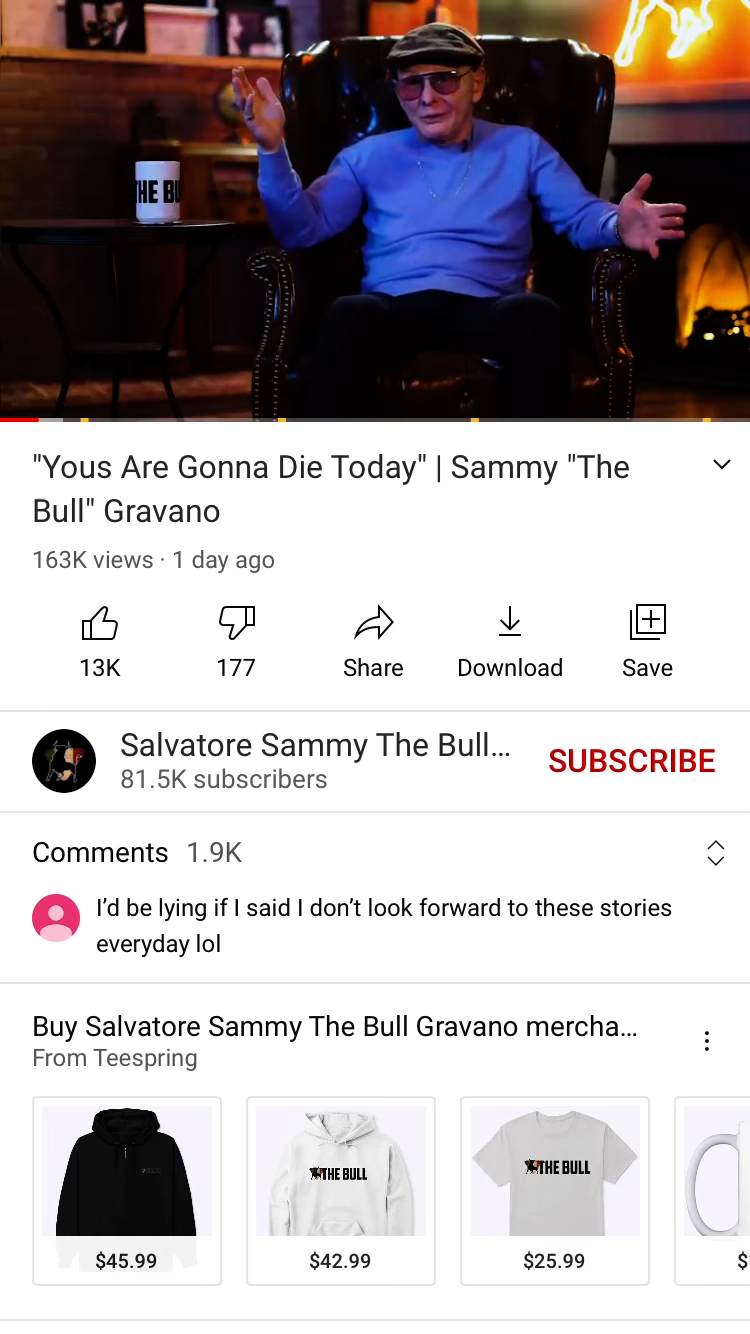 THE BU
"Yous Are Gonna Die Today" | Sammy "The
Bull" Gravano
163K views · 1 day ago
13K
177
Share
Download
Save
Salvatore Sammy The Bull...
81.5K subscribers
SUBSCRIBE
Comments 1.9K
I'd be lying if I said I don't look forward to these stories
everyday lol
Buy Salvatore Sammy The Bull Gravano mercha...
From Teespring
THE BULL
THE BULL
$45.99
$42.99
$25.99